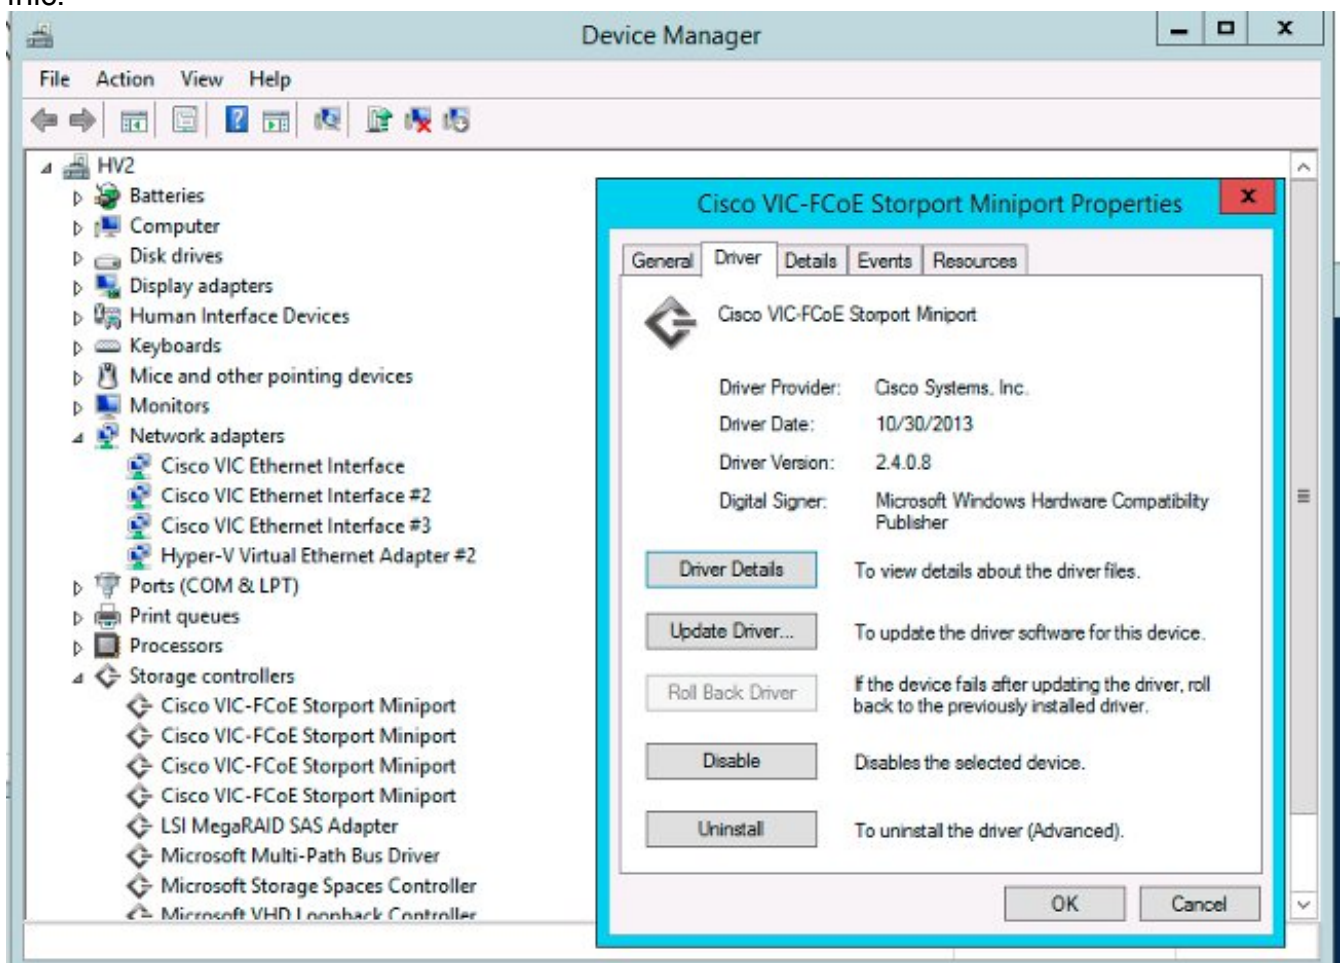 Device Manager
x
File Action View Help
HV2
Batteries
Computer
Disk drives
Display adapters
Human Interface Devices
Keyboards
Mice and other pointing devices
Monitors
Network adapters
Cisco VIC Ethernet Interface
Cisco VIC Ethernet Interface #2
Cisco VIC Ethernet Interface #3
Hyper-V Virtual Ethernet Adapter #2
Ports (COM & LPT)
Print queues
Processors
Storage controllers
Cisco VIC-FCoE Storport Miniport
Cisco VIC-FCoE Storport Miniport
Cisco VIC-FCoE Storport Miniport
Cisco VIC-FCoE Storport Miniport
LSI MegaRAID SAS Adapter
Microsoft Multi-Path Bus Driver
Microsoft Storage Spaces Controller
Microsoft VHD Loopback Controller
Cisco VIC-FCoE Storport Miniport Properties
x
General Driver Details Events Resources
Cisco VIC-FCoE Storport Miniport
Driver Provider: Cisco Systems, Inc.
Driver Date: 10/30/2013
Driver Version: 2.4.0.8
Digital Signer: Microsoft Windows Hardware Compatibility
Publisher
Driver Details To view details about the driver files.
Update Driver... To update the driver software for this device.
Roll Back Driver If the device fails after updating the driver, roll
back to the previously installed driver.
Disable Disables the selected device.
Uninstall To uninstall the driver (Advanced).
OK Cancel